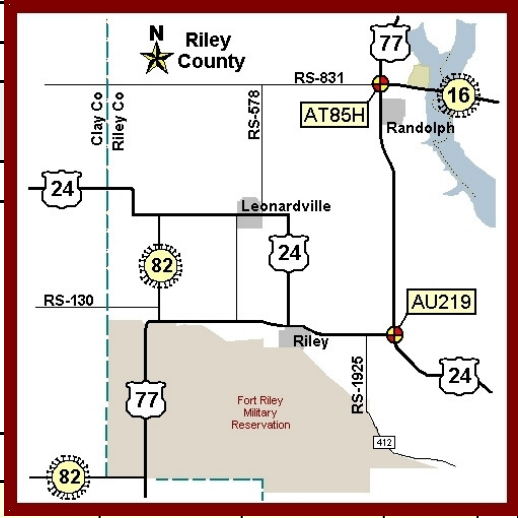 N
Riley
County
77
RS-831
16
AT85H
Randolph
Clay Co
Riley Co
RS-578
24
Leonardville
82
24
RS-130
AU219
Riley
RS-1925
24
77
Fort Riley
Military
Reservation
412
82